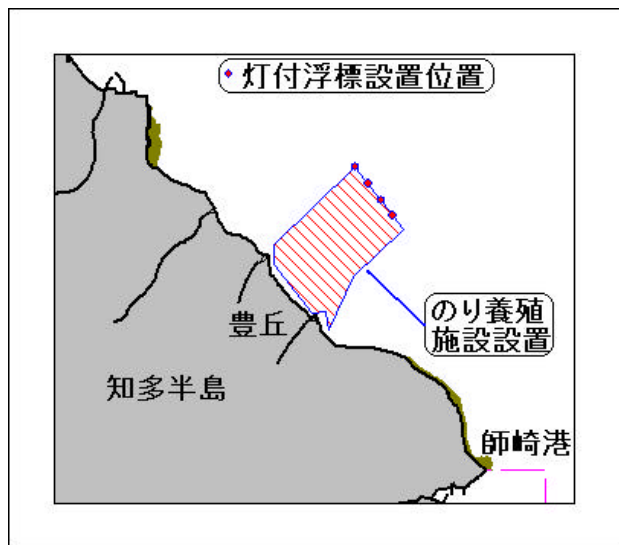 灯付浮標設置位置
のり養殖
施設設置
豊丘
知多半島
師崎港